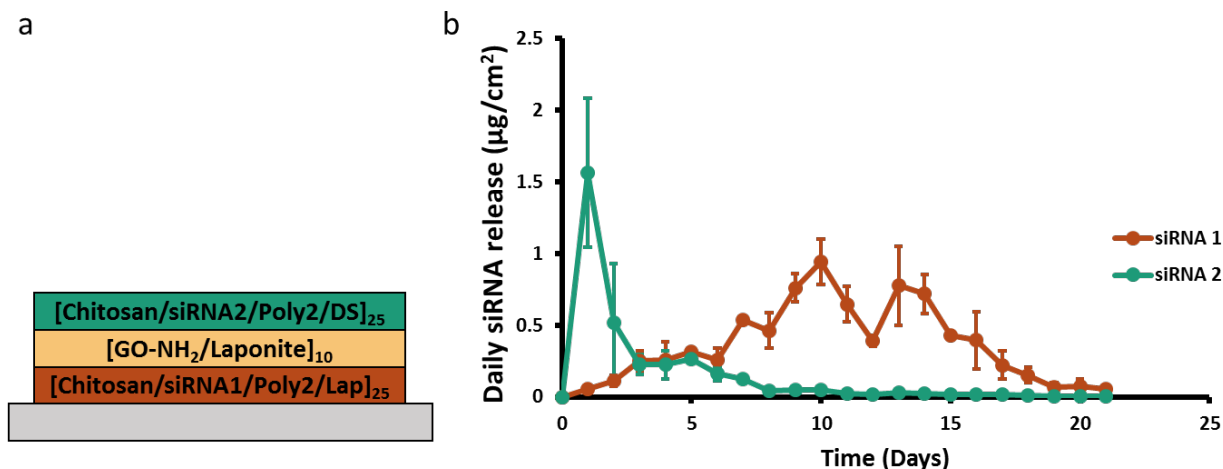 a
[Chitosan/siRNA2/Poly2/DS]25
[GO-NH2/Laponite]10
[Chitosan/siRNA1/Poly2/Lap]25
b
Daily siRNA release (µg/cm²)
2.5
2
1.5
1
0.5
0
0
5
10
15
20
25
Time (Days)
siRNA 1
siRNA 2